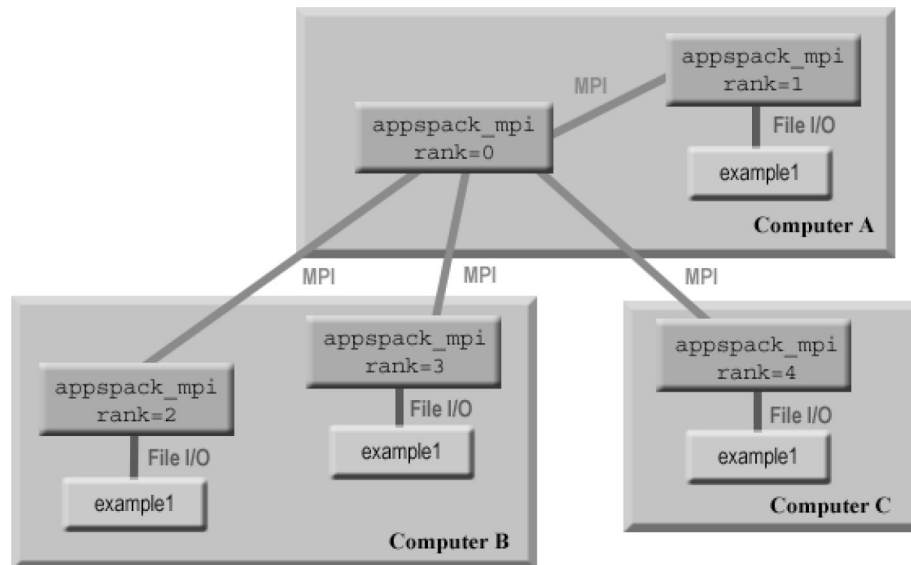 appspack_mpi
rank=1
MPI
File I/O
appspack_mpi
rank=0
example1
Computer A
MPI
MPI
MPI
appspack_mpi
rank=3
appspack_mpi
rank=4
appspack_mpi
rank=2
File I/O
File I/O
example1
example1
File I/O
example1
Computer C
Computer B